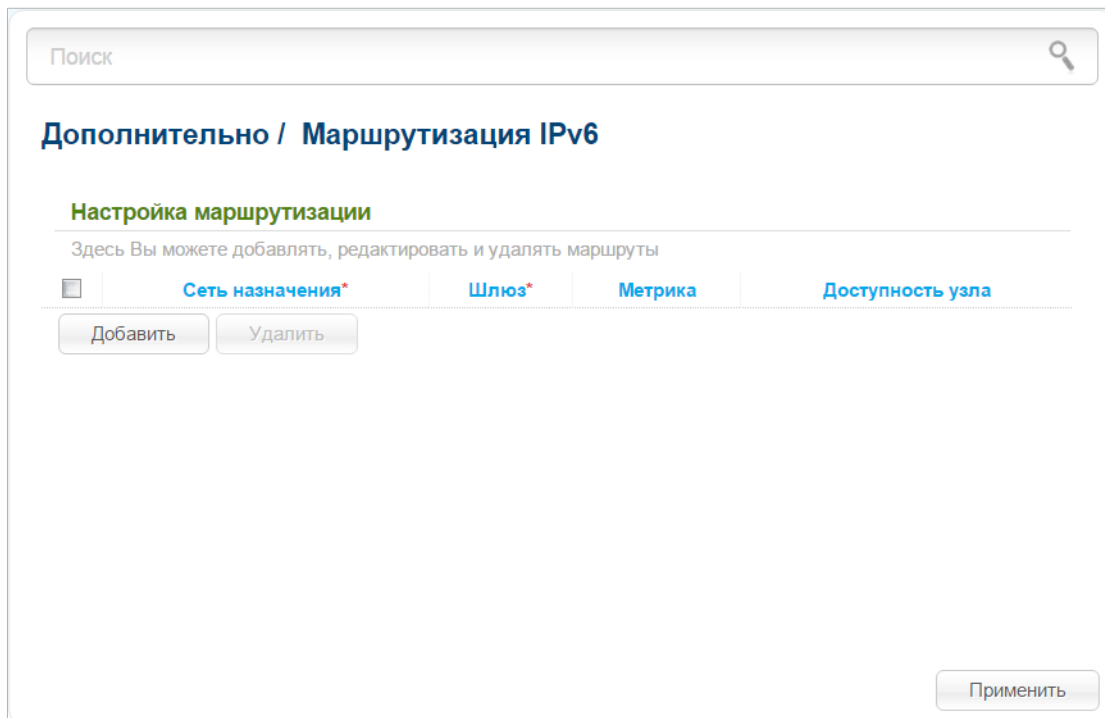 Поиск
Дополнительно / Маршрутизация IPv6
Настройка маршрутизации
Здесь Вы можете добавлять, редактировать и удалять маршруты
Сеть назначения* Шлюз* Метрика Доступность узла
Добавить Удалить
Применить